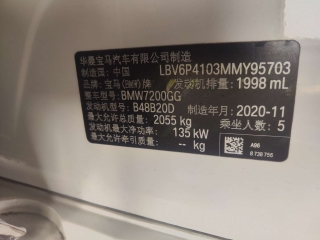 华晨宝马汽车有限公司制造
制造国: 中国 LBV6P4103MMY95703
品牌: 宝马(BMW)牌 发动机排量: 1998 mL
整车型号: BMW7200GG
发动机型号: B48B20D 制造年月: 2020-11
最大允许总质量: 2055 kg 乘坐人数: 5
发动机最大净功率: 135 kW
最大允许牵引质量: -- kg
A96
8 736 756